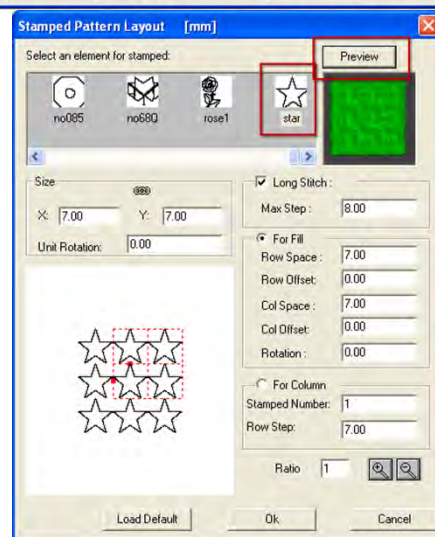 Stamped Pattern Layout [mm]
Select an element for stamped:
Preview
no085
no680
rose1
star
Size
X: 7.00
Y: 7.00
Unit Rotation: 0.00
Long Stitch :
Max Step : 8.00
For Fill
Row Space : 7.00
Row Offset: 0.00
Col Space : 7.00
Col Offset: 0.00
Rotation : 0.00
For Column
Stamped Number: 1
Row Step: 7.00
Ratio 1
Load Default
Ok
Cancel